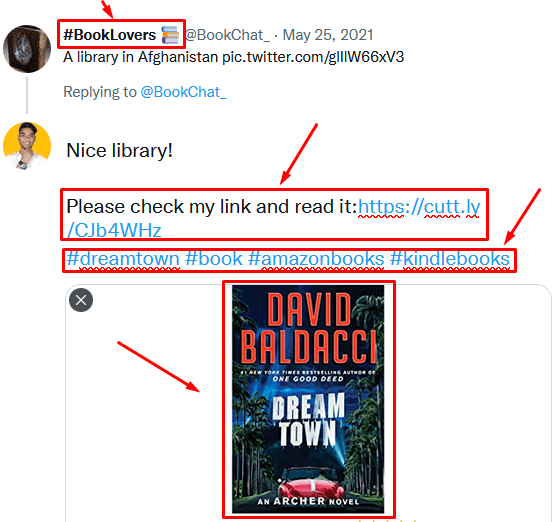 #BookLovers 📚 @BookChat_ · May 25, 2021
A library in Afghanistan pic.twitter.com/glIlW66xV3
Replying to @BookChat_
Nice library!
Please check my link and read it:https://cutt.ly
/CJb4WHz
#dreamtown #book #amazonbooks #kindlebooks
DAVID
BALDACCI
#1 NEW YORK TIMES BESTSELLING AUTHOR OF
ONE GOOD DEED
DREAM
TOWN
AN ARCHER NOVEL